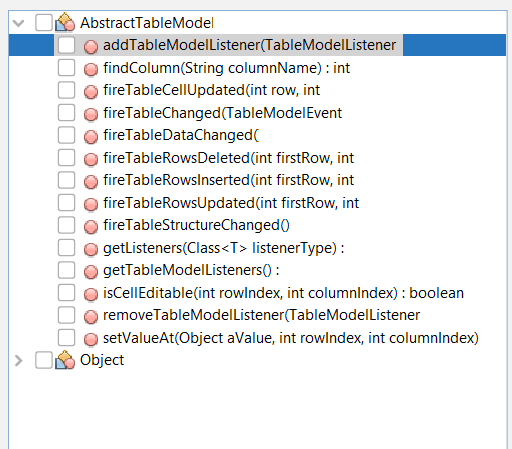 AbstractTableModel
addTableModelListener(TableModelListener
findColumn(String columnName) : int
fireTableCellUpdated(int row, int
fireTableChanged(TableModelEvent
fireTableDataChanged(
fireTableRowsDeleted(int firstRow, int
fireTableRowsInserted(int firstRow, int
fireTableRowsUpdated(int firstRow, int
fireTableStructureChanged()
getListeners(Class<T> listenerType) :
getTableModelListeners() :
isCellEditable(int rowIndex, int columnIndex) : boolean
removeTableModelListener(TableModelListener
setValueAt(Object aValue, int rowIndex, int columnIndex)
Object